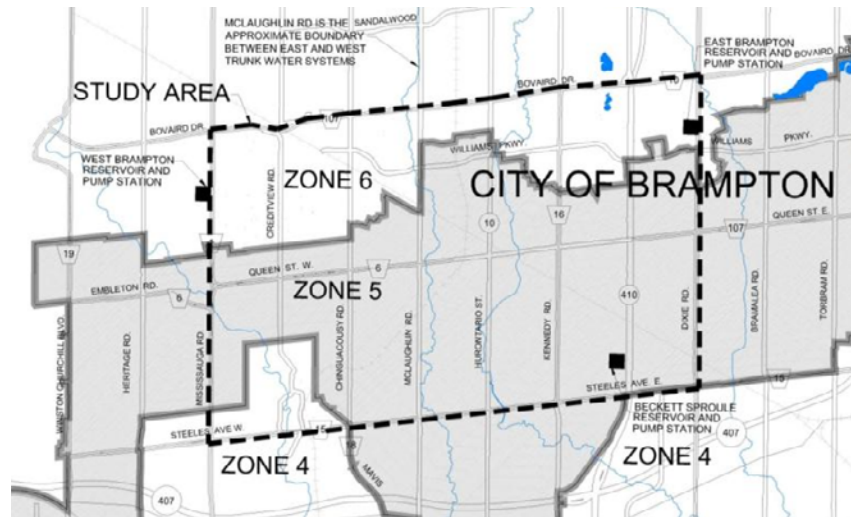 MCLAUGHLIN RD IS THE
APPROXIMATE BOUNDARY
BETWEEN EAST AND WEST
TRUNK WATER SYSTEMS
SANDALWOOD
EAST BRAMPTON
RESERVOIR AND
PUMP STATION
BOVAIRD DR.
BOVAIRD DR.
10
STUDY AREA
107
BOVAIRD DR.
WILLIAMS PKWY.
WILLIAMS
PKWY.
WEST BRAMPTON
RESERVOIR AND
PUMP STATION
CREDITVIEW RD.
ZONE 6
CITY OF BRAMPTON
19
10
16
107
QUEEN ST. E.
QUEEN ST. W.
6
EMBLETON RD.
6
ZONE 5
410
WINSTON CHURCHILL BLVD.
HERITAGE RD.
MISSISSAUGA RD.
CHINGUACOUSY RD.
MCLAUGHLIN RD.
HURONTARIO ST.
KENNEDY RD.
DIXIE RD.
BRAMALEA RD.
TORBRAM RD.
STEELES AVE E.
15
STEELES AVE W.
15
BECKETT SPROULE
RESERVOIR AND
PUMP STATION
407
18
ZONE 4
MAVIS
ZONE 4
407